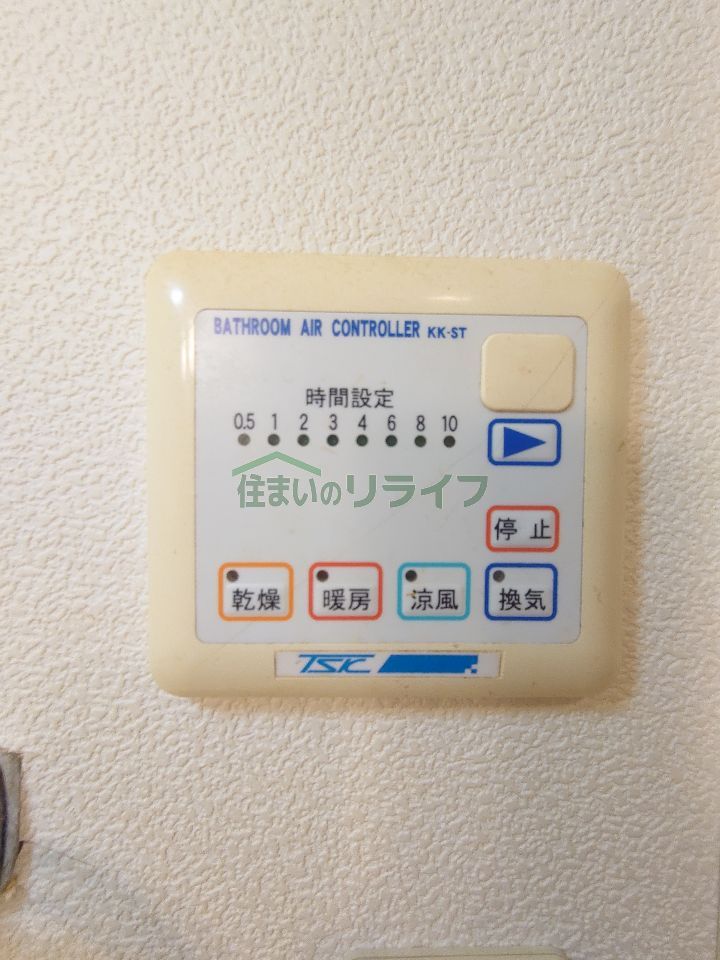 BATHROOM AIR CONTROLLER KK-ST
時間設定
0.5 1 2 3 4 6 8 10
住まいのリライフ
停止
乾燥 暖房 涼風 換気
TSK